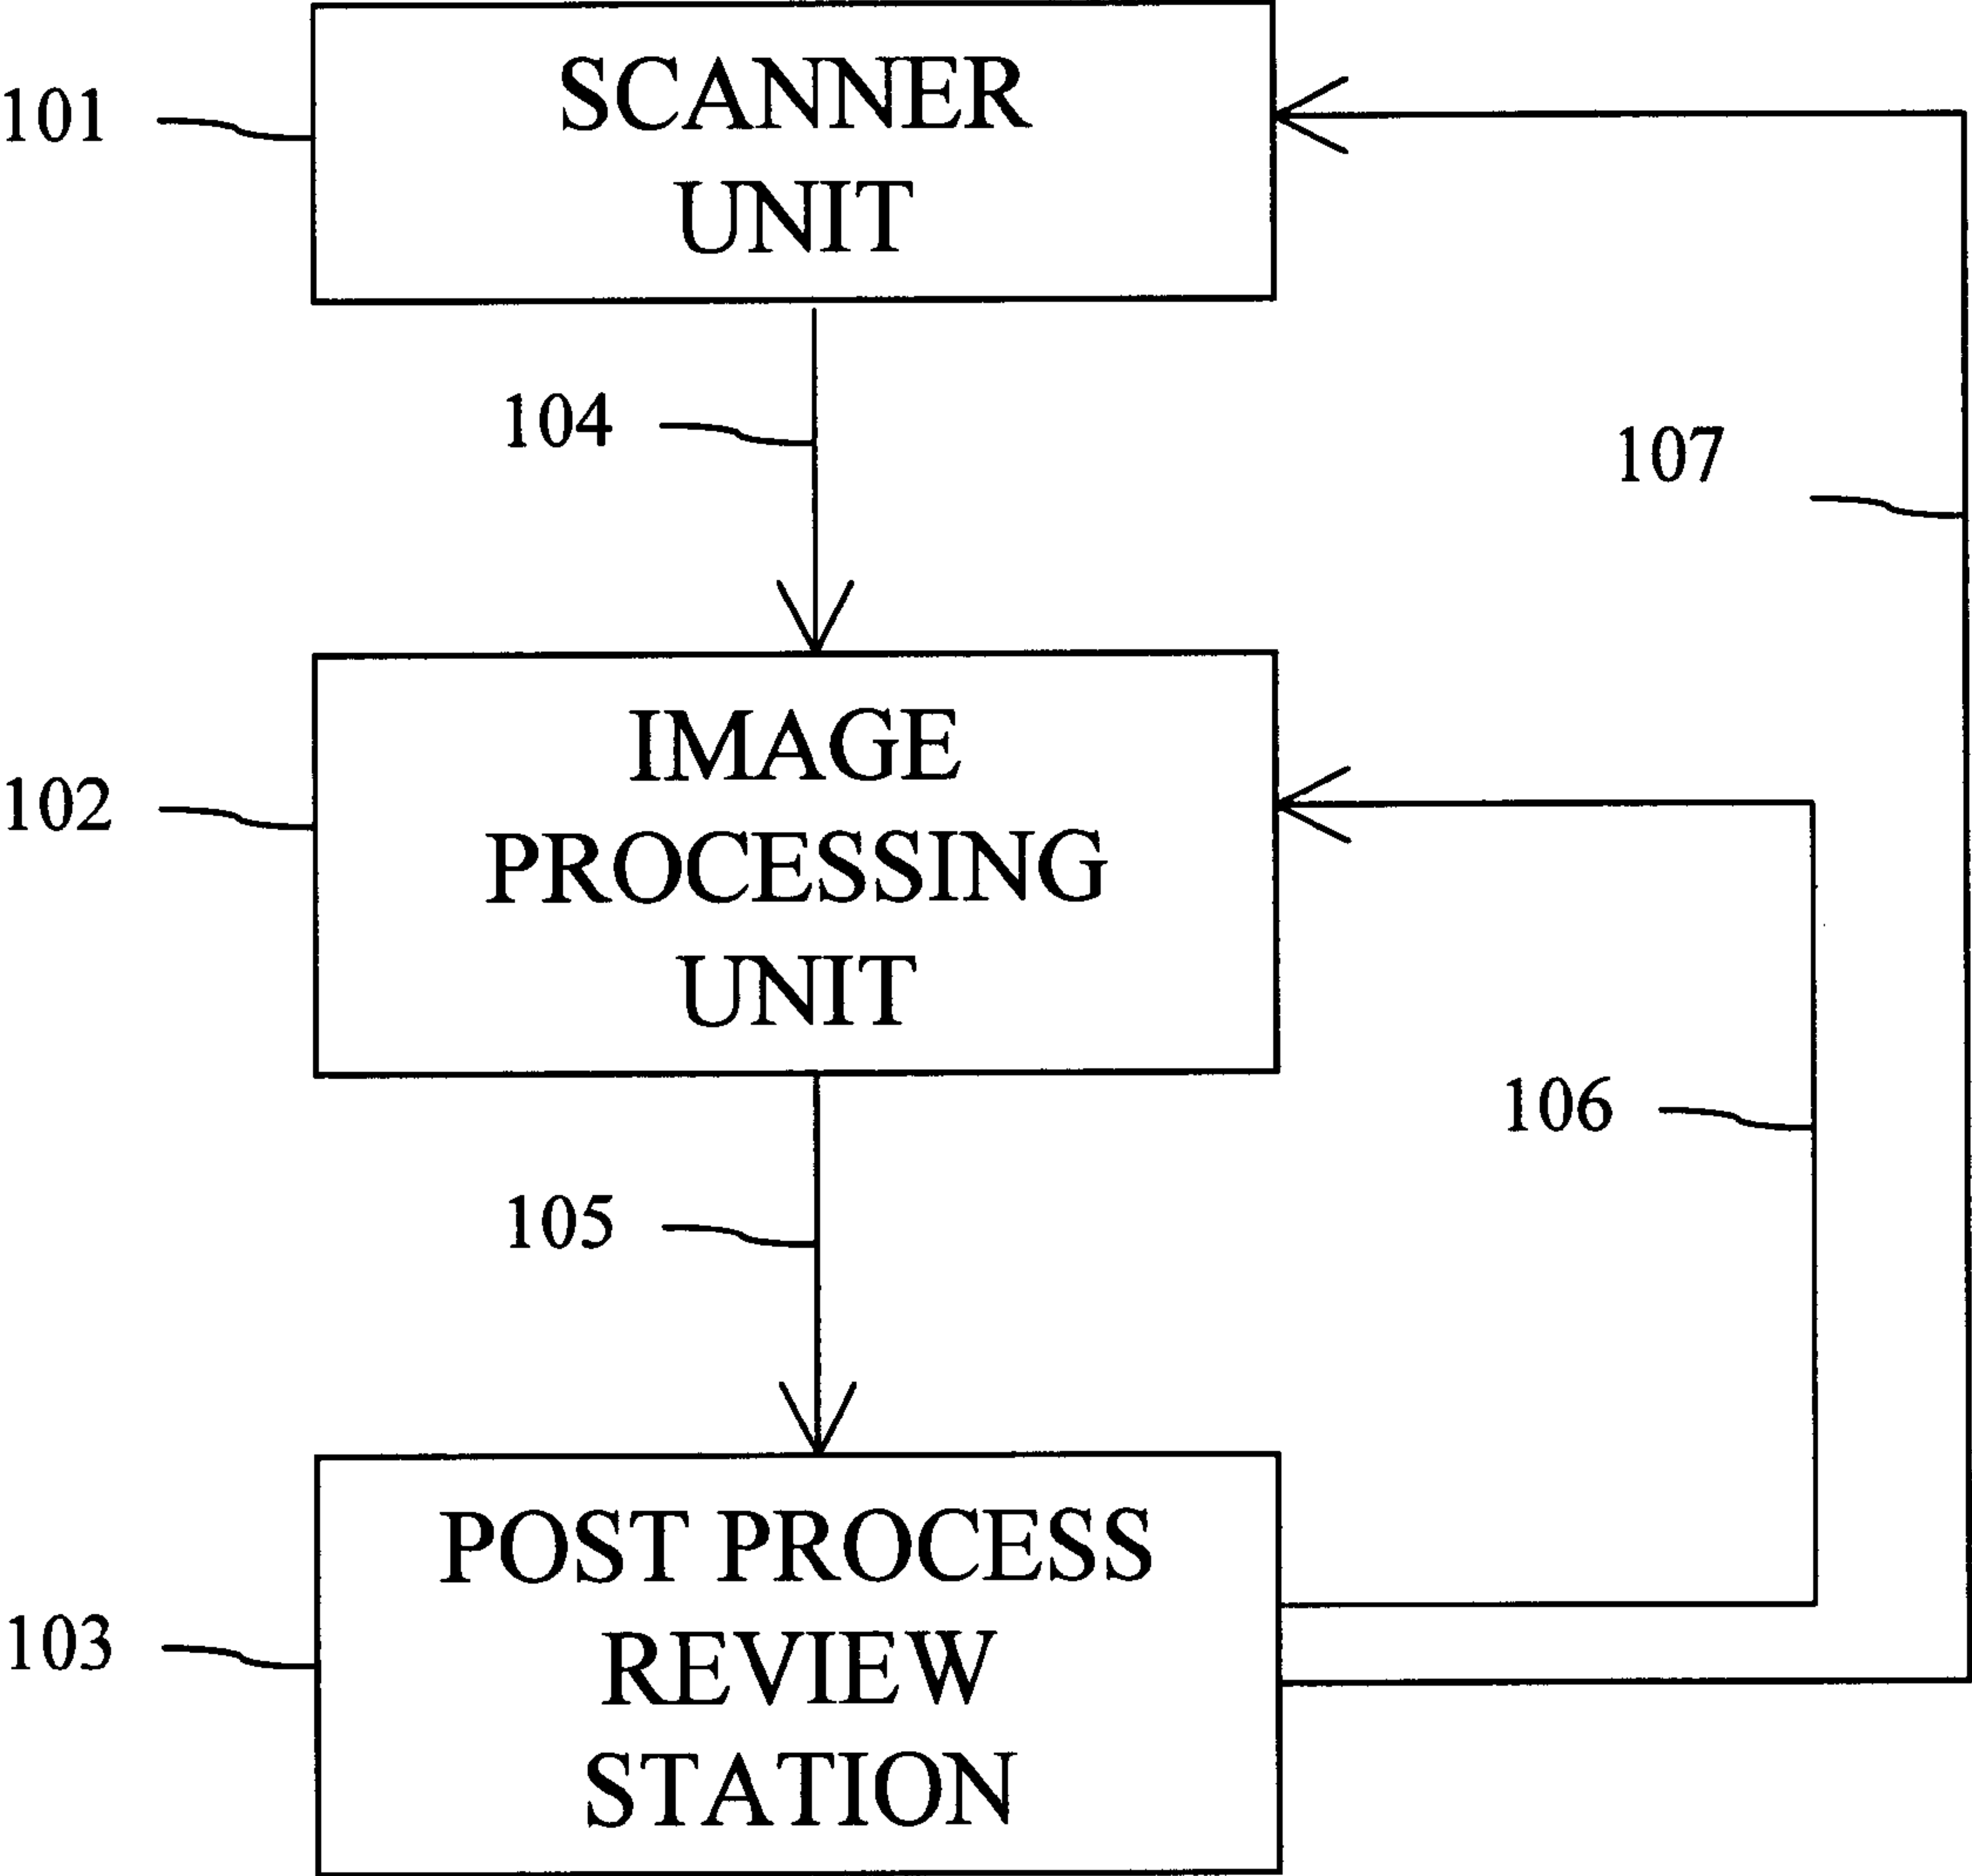 SCANNER
UNIT
101
104
107
IMAGE
PROCESSING
UNIT
102
106
105
POST PROCESS
REVIEW
STATION
103